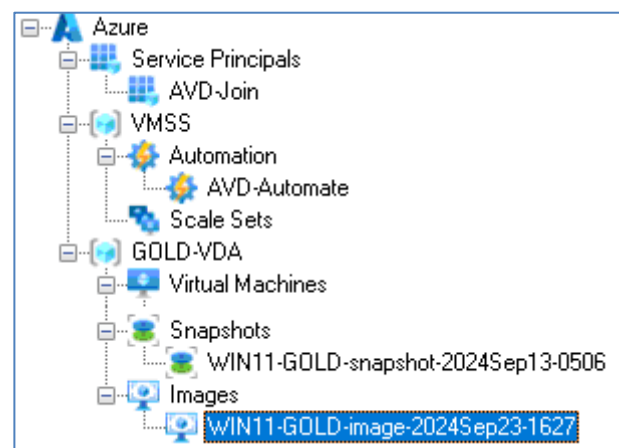 Azure
Service Principals
AVD-Join
VMSS
Automation
AVD-Automate
Scale Sets
GOLD-VDA
Virtual Machines
Snapshots
WIN11-GOLD-snapshot-2024Sep13-0506
Images
WIN11-GOLD-image-2024Sep23-1627